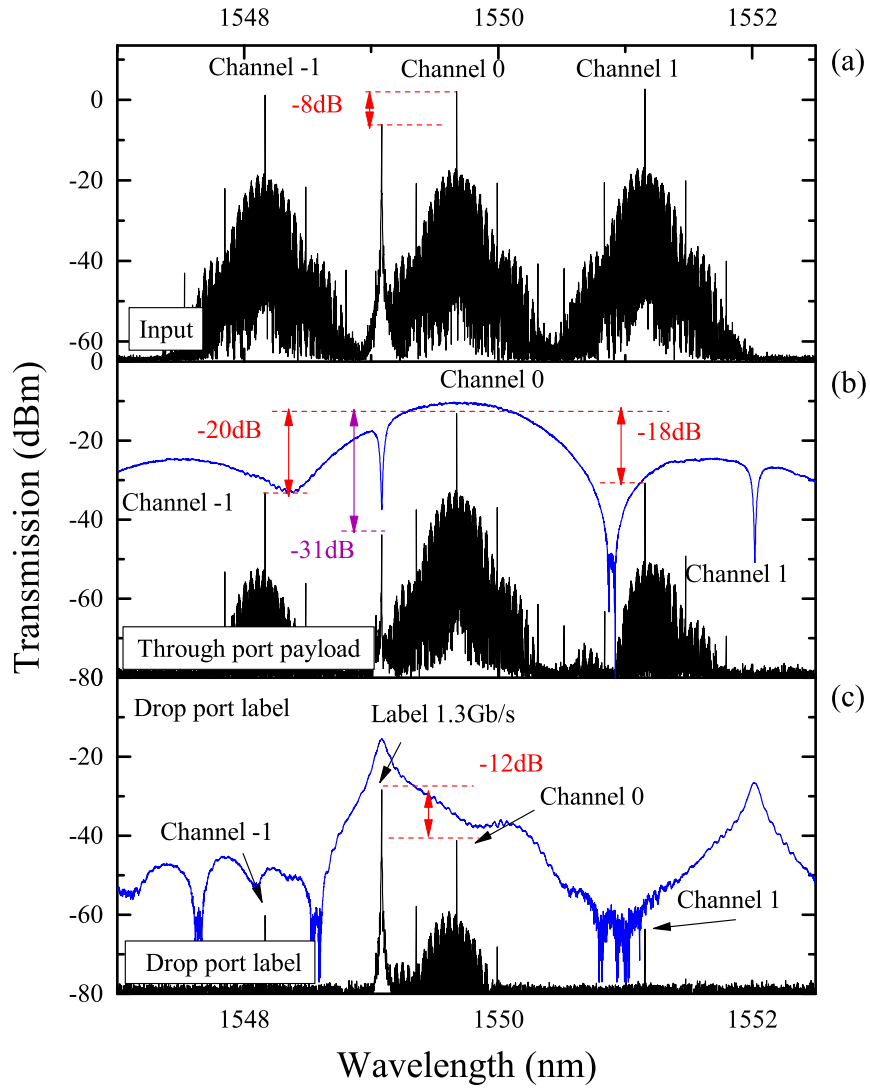 1548 1550 1552
(a)
Channel -1 Channel 0 Channel 1
0
-8dB
-20
-40
-60
Input
0
(b)
Channel 0
-20dB
-18dB
-20
Channel -1
-40
-31dB
Channel 1
-60
Through port payload
-80
(c)
Drop port label
Label 1.3Gb/s
-20
-12dB
Channel 0
-40
Channel -1
Channel 1
-60
Drop port label
-80
1548 1550 1552
Wavelength (nm)
Transmission (dBm)